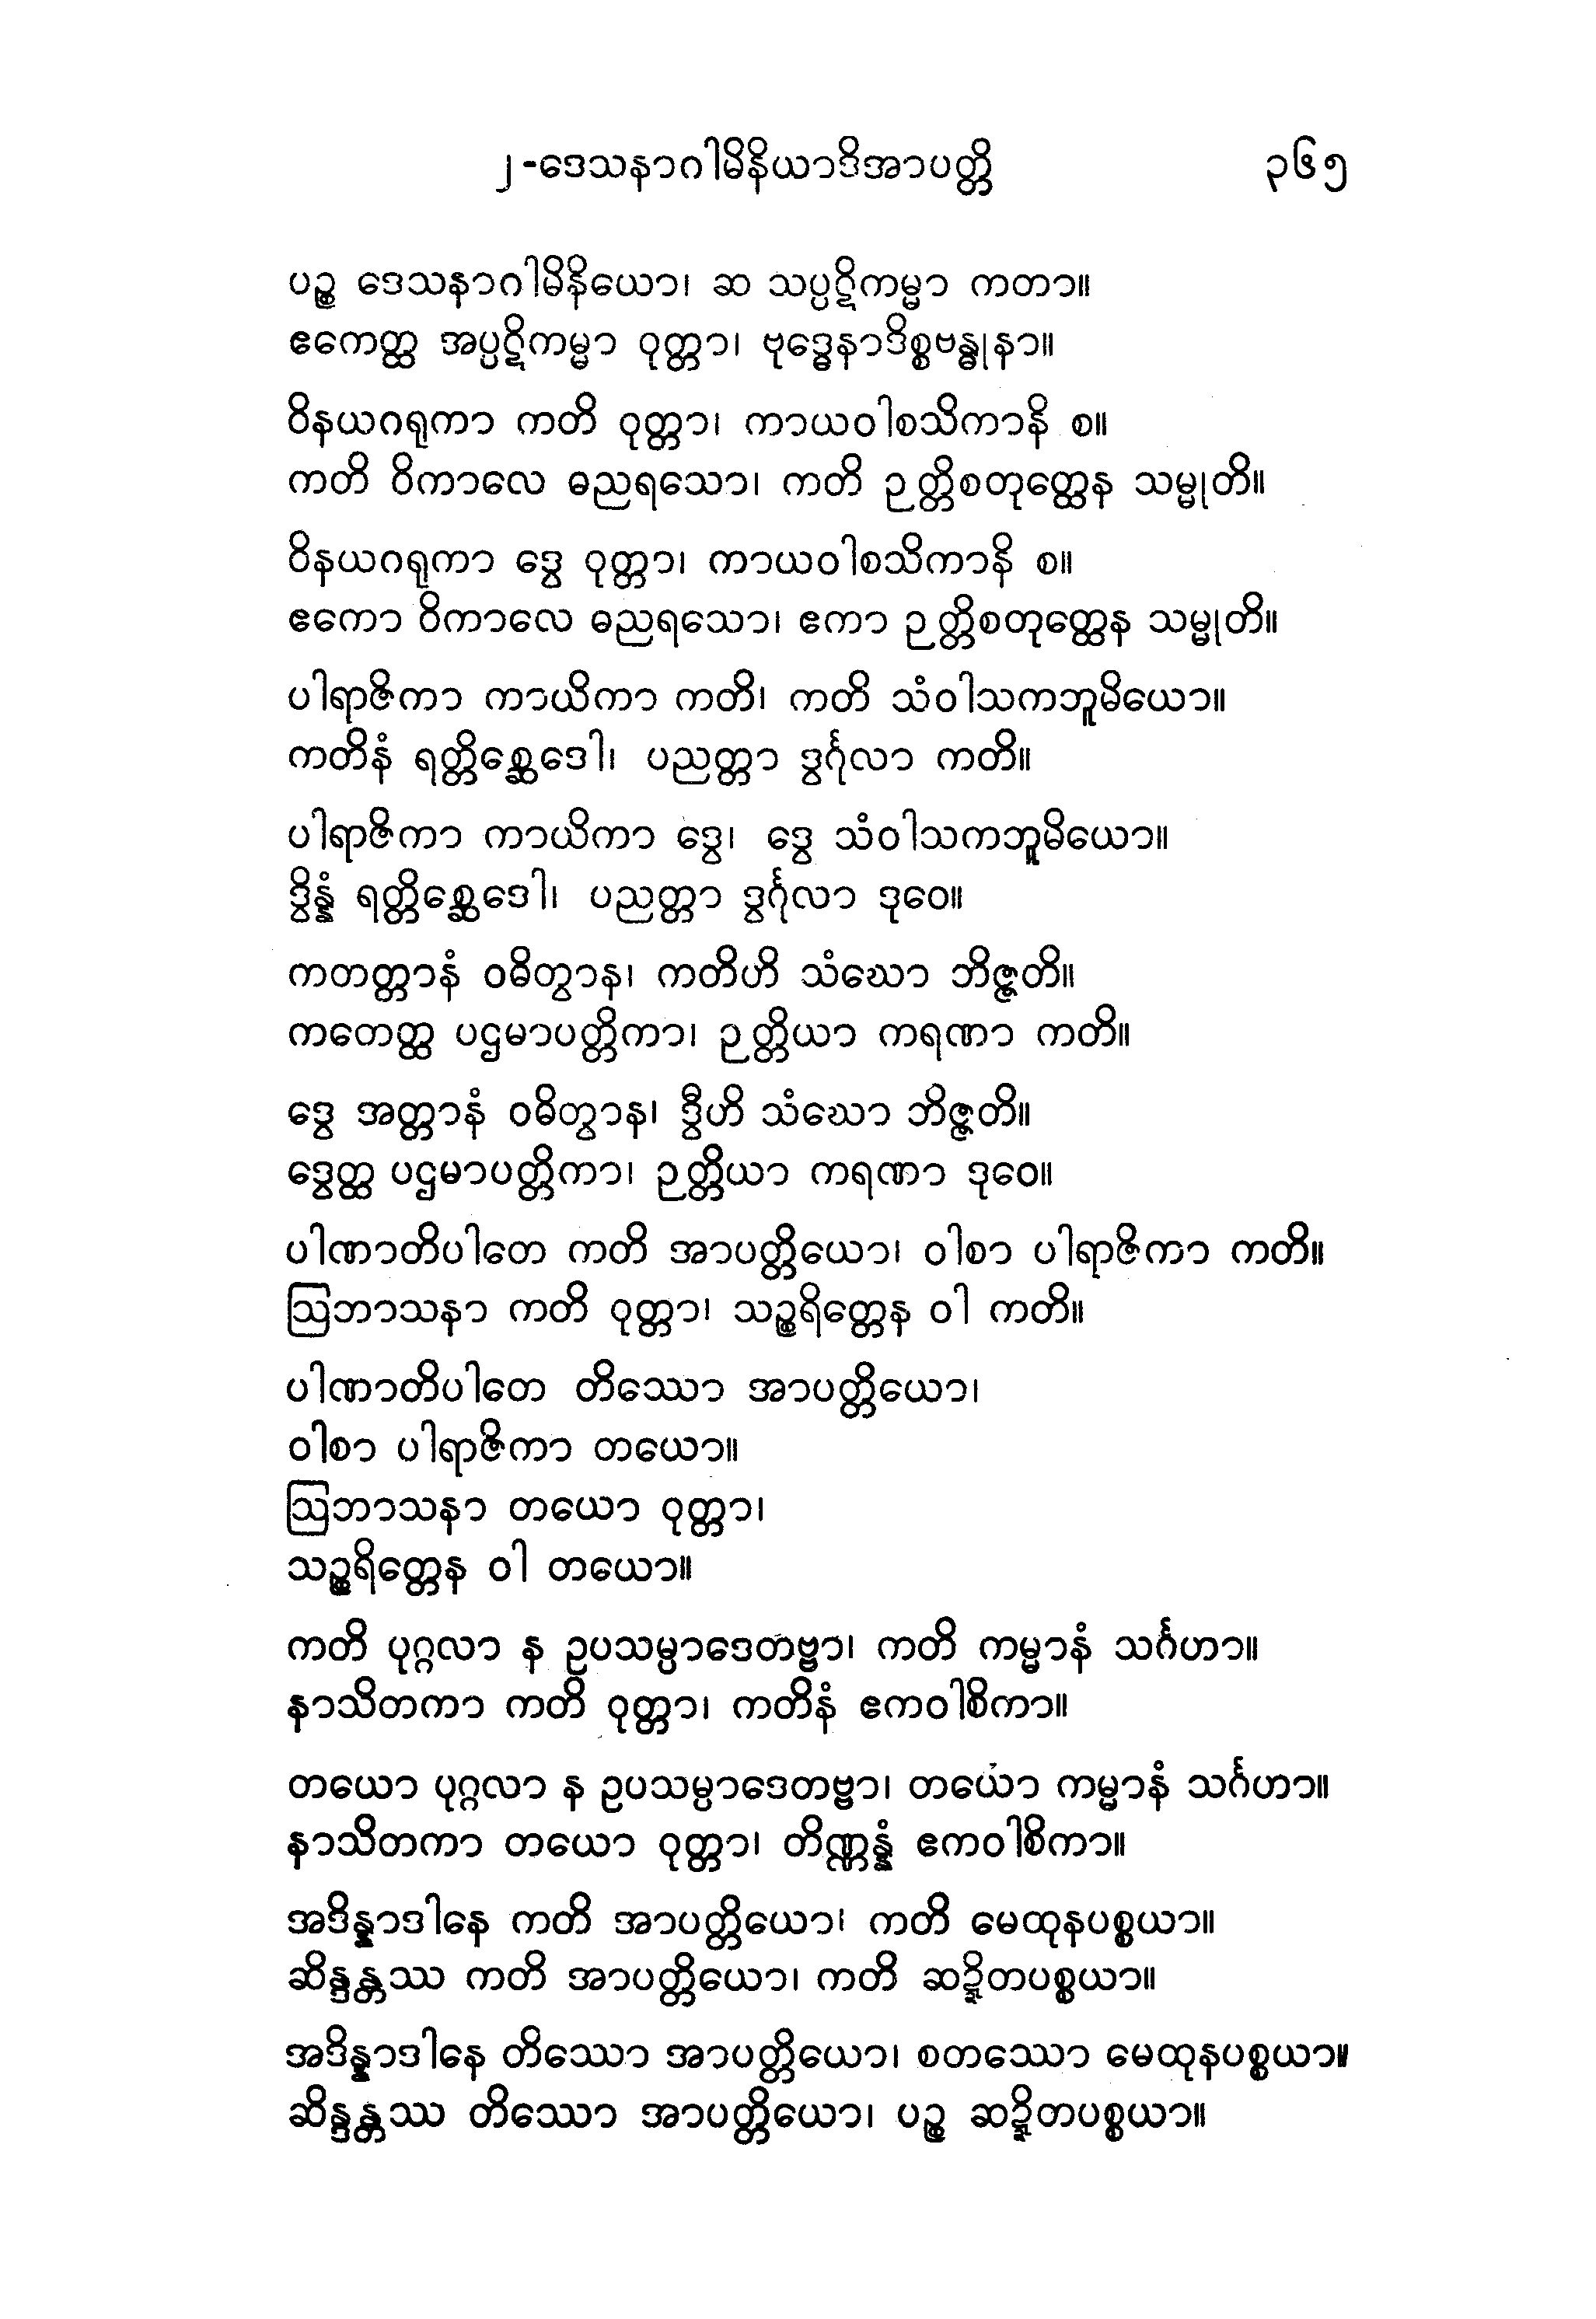 ၂-ဒေသနာဂါမိနိယာဒိအာပတ္တိ ၃၆၅
ပဉ္စ ဒေသနာဂါမိနိယော၊ ဆ သပ္ပဋိကမ္မာ ကတာ။
ဧကေတ္ထ အပ္ပဋိကမ္မာ ဝုတ္တာ၊ ဗုဒ္ဓေနာဒိစ္စဗန္ဓုနာ။
ဝိနယဂရုကာ ကတိ ဝုတ္တာ၊ ကာယဝါစသိကာနိ စ။
ကတိ ဝိကာလေ ဓညရသော၊ ကတိ ဉတ္တိစတုတ္ထေန သမ္မုတိ။
ဝိနယဂရုကာ ဒွေ ဝုတ္တာ၊ ကာယဝါစသိကာနိ စ။
ဧကော ဝိကာလေ ဓညရသော၊ ဧကာ ဉတ္တိစတုတ္ထေန သမ္မုတိ။
ပါရာဇိကာ ကာယိကာ ကတိ၊ ကတိ သံဝါသကဘူမိယော။
ကတိနံ ရတ္တိစ္ဆေဒေါ၊ ပညတ္တာ ဒွင်္ဂုလာ ကတိ။
ပါရာဇိကာ ကာယိကာ ဒွေ၊ ဒွေ သံဝါသကဘူမိယော။
ဒွိန္နံ ရတ္တိစ္ဆေဒေါ၊ ပညတ္တာ ဒွင်္ဂုလာ ဒုဝေ။
ကတတ္တာနံ ဝဓိတွာန၊ ကတိဟိ သံဃော ဘိဇ္ဇတိ။
ကတေတ္ထ ပဌမာပတ္တိကာ၊ ဉတ္တိယာ ကရဏာ ကတိ။
ဒွေ အတ္တာနံ ဝဓိတွာန၊ ဒွီဟိ သံဃော ဘိဇ္ဇတိ။
ဒွေတ္ထ ပဌမာပတ္တိကာ၊ ဉတ္တိယာ ကရဏာ ဒုဝေ။
ပါဏာတိပါတေ ကတိ အာပတ္တိယော၊ ဝါစာ ပါရာဇိကာ ကတိ။
ဩဘာသနာ ကတိ ဝုတ္တာ၊ သဉ္စရိတ္တေန ဝါ ကတိ။
ပါဏာတိပါတေ တိဿော အာပတ္တိယော၊
ဝါစာ ပါရာဇိကာ တယော။
ဩဘာသနာ တယော ဝုတ္တာ၊
သဉ္စရိတ္တေန ဝါ တယော။
ကတိ ပုဂ္ဂလာ န ဥပသမ္ပာဒေတဗ္ဗာ၊ ကတိ ကမ္မာနံ သင်္ဂဟာ။
နာသိတကာ ကတိ ဝုတ္တာ၊ ကတိနံ ဧကဝါစိကာ။
တယော ပုဂ္ဂလာ န ဥပသမ္ပာဒေတဗ္ဗာ၊ တယော ကမ္မာနံ သင်္ဂဟာ။
နာသိတကာ တယော ဝုတ္တာ၊ တိဏ္ဏန္နံ ဧကဝါစိကာ။
အဒိန္နာဒါနေ ကတိ အာပတ္တိယော၊ ကတိ မေထုနပစ္စယာ။
ဆိန္ဒန္တဿ ကတိ အာပတ္တိယော၊ ကတိ ဆဍ္ဍိတပစ္စယာ။
အဒိန္နာဒါနေ တိဿော အာပတ္တိယော၊ စတဿော မေထုနပစ္စယာ။
ဆိန္ဒန္တဿ တိဿော အာပတ္တိယော၊ ပဉ္စ ဆဍ္ဍိတပစ္စယာ။